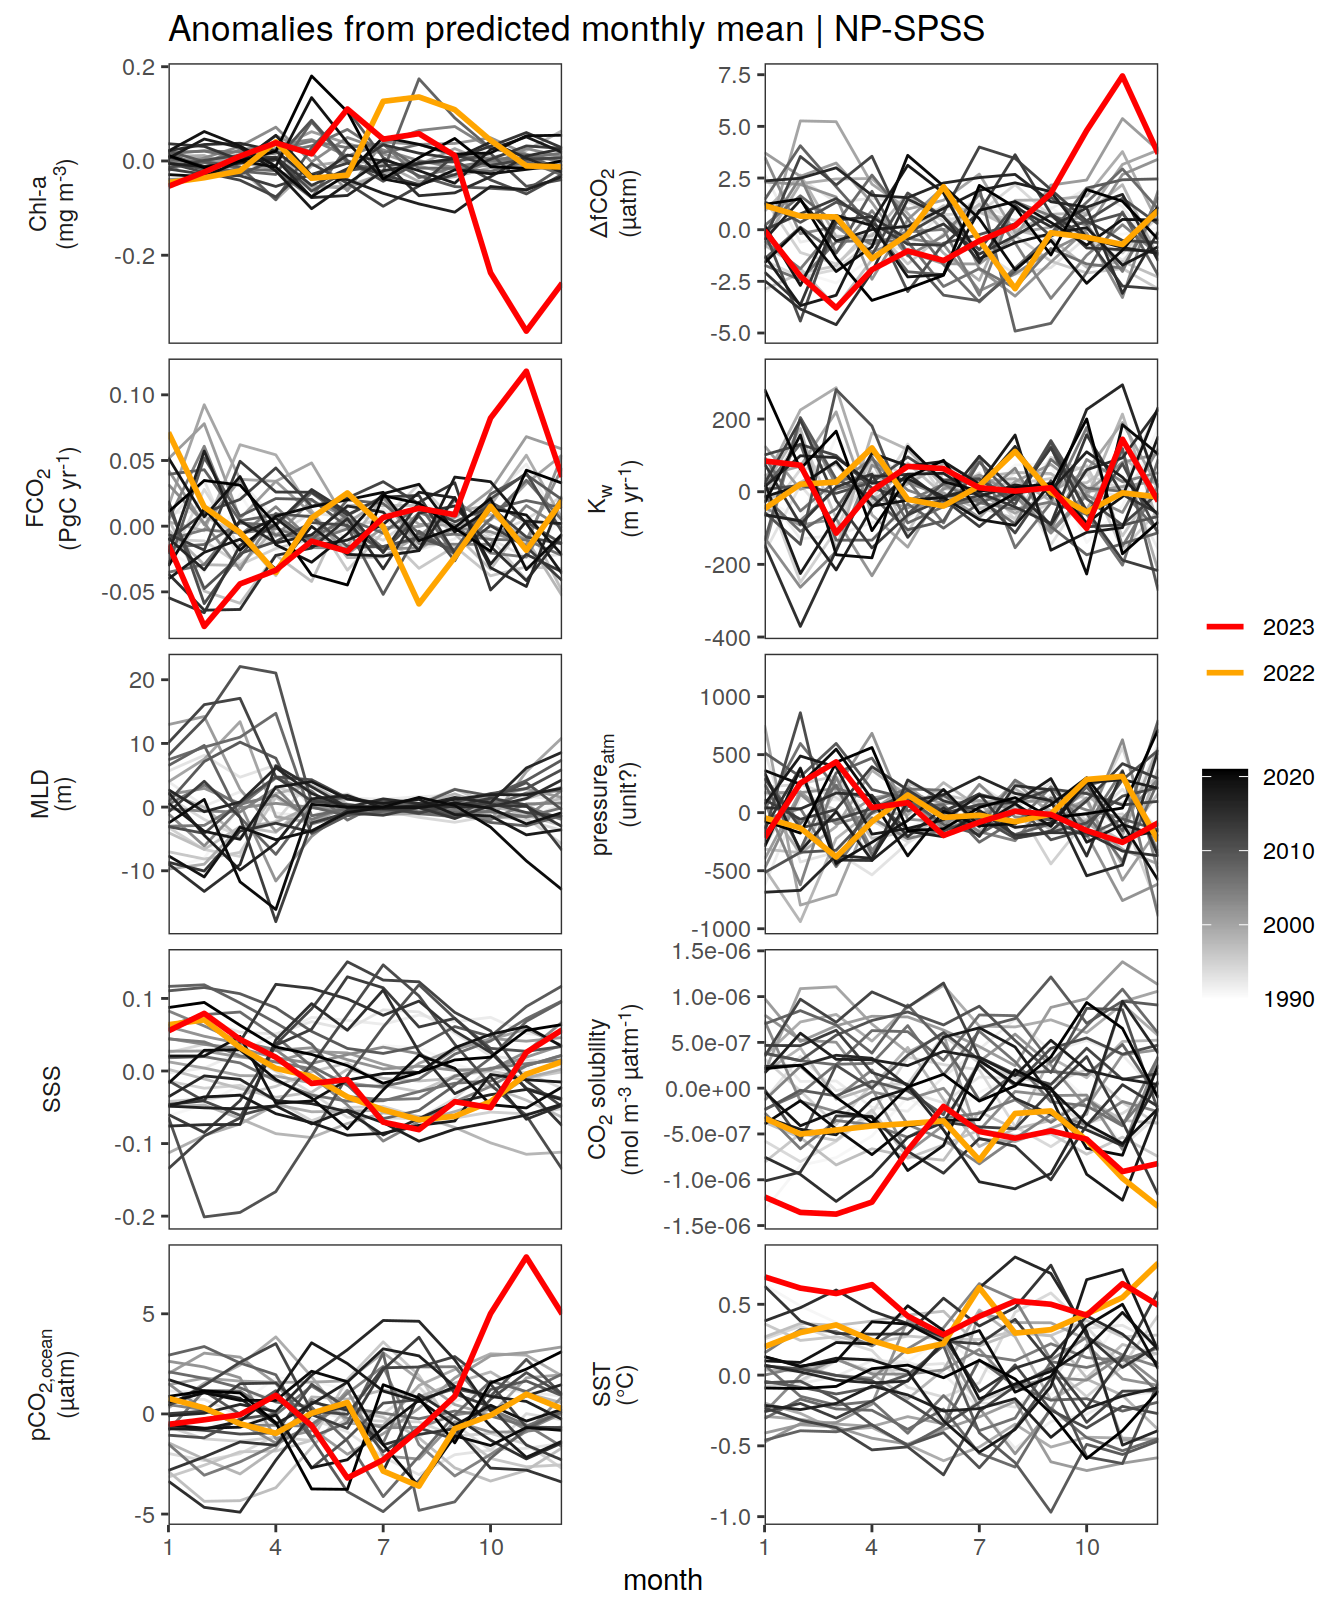 Anomalies from predicted monthly mean | NP-SPSS
Chl-a
(mg m-3)
0.2
0.0
-0.2
ΔfCO2
(µatm)
7.5
5.0
2.5
0.0
-2.5
-5.0
FCO2
(PgC yr-1)
0.10
0.05
0.00
-0.05
Kw
(m yr-1)
200
0
-200
-400
MLD
(m)
20
10
0
-10
pressureatm
(unit?)
1000
500
0
-500
-1000
SSS
0.1
0.0
-0.1
-0.2
CO2 solubility
(mol m-3 µatm-1)
1.5e-06
1.0e-06
5.0e-07
0.0e+00
-5.0e-07
-1.0e-06
-1.5e-06
pCO2,ocean
(µatm)
5
0
-5
1 4 7 10
SST
(°C)
0.5
0.0
-0.5
-1.0
1 4 7 10
month
2023
2022
2020
2010
2000
1990